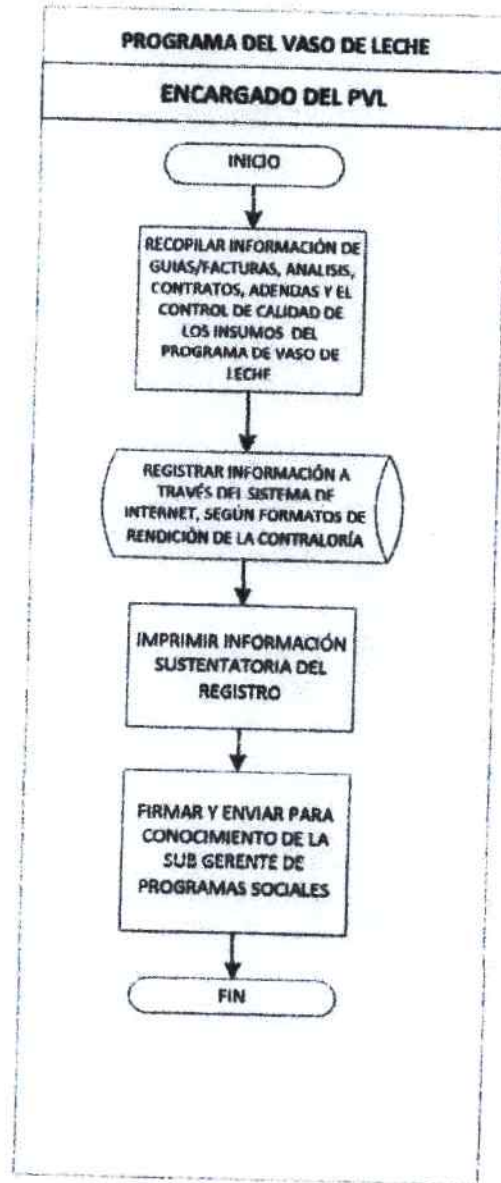 PROGRAMA DEL VASO DE LECHE
ENCARGADO DEL PVL
INICIO
RECOPILAR INFORMACIÓN DE
GUIAS/FACTURAS, ANALISIS,
CONTRATOS, ADENDAS Y EL
CONTROL DE CALIDAD DE
LOS INSUMOS DEL
PROGRAMA DE VASO DE
LECHE
REGISTRAR INFORMACIÓN A
TRAVÉS DEL SISTEMA DE
INTERNET, SEGÚN FORMATOS DE
RENDICIÓN DE LA CONTRALORÍA
IMPRIMIR INFORMACIÓN
SUSTENTATORIA DEL
REGISTRO
FIRMAR Y ENVIAR PARA
CONOCIMIENTO DE LA
SUB GERENTE DE
PROGRAMAS SOCIALES
FIN